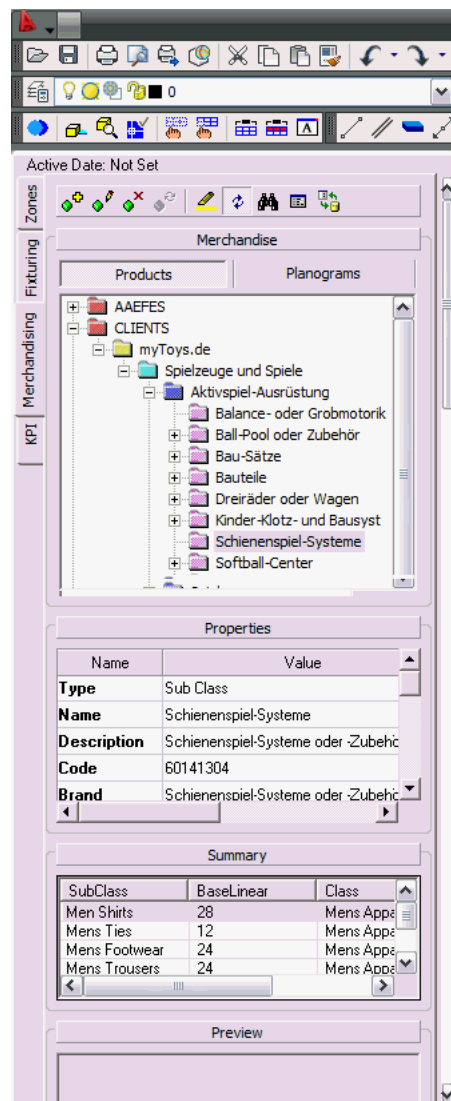 0
A
Active Date: Not Set
Zones
Fixturing
Merchandising
KPI
Merchandise
Products Planograms
AAEFES
CLIENTS
myToys.de
Spielzeuge und Spiele
Aktivspiel-Ausrüstung
Balance- oder Grobmotorik
Ball-Pool oder Zubehör
Bau-Sätze
Bauteile
Dreiräder oder Wagen
Kinder-Klotz- und Bausyst
Schienenspiel-Systeme
Softball-Center
Properties
Name Value
Type Sub Class
Name Schienenspiel-Systeme
Description Schienenspiel-Systeme oder -Zubehö
Code 60141304
Brand Schienenspiel-Systeme oder -Zubehö
Summary
SubClass BaseLinear Class
Men Shirts 28 Mens Appa
Mens Ties 12 Mens Appa
Mens Footwear 24 Mens Appa
Mens Trousers 24 Mens Appa
Preview